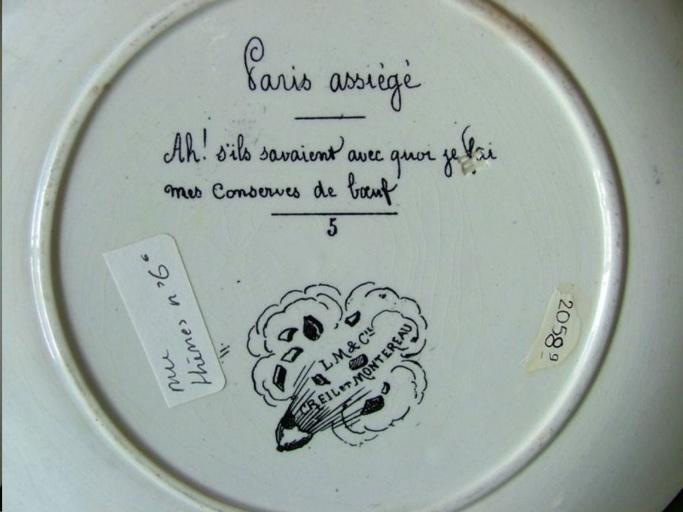 Paris assiégé
Ah! s'ils savaient avec quoi je fai
mes Conserves de bœuf
5
thèmes n°6
L.M & Cie
CREIL ET MONTEREAU
2058 9